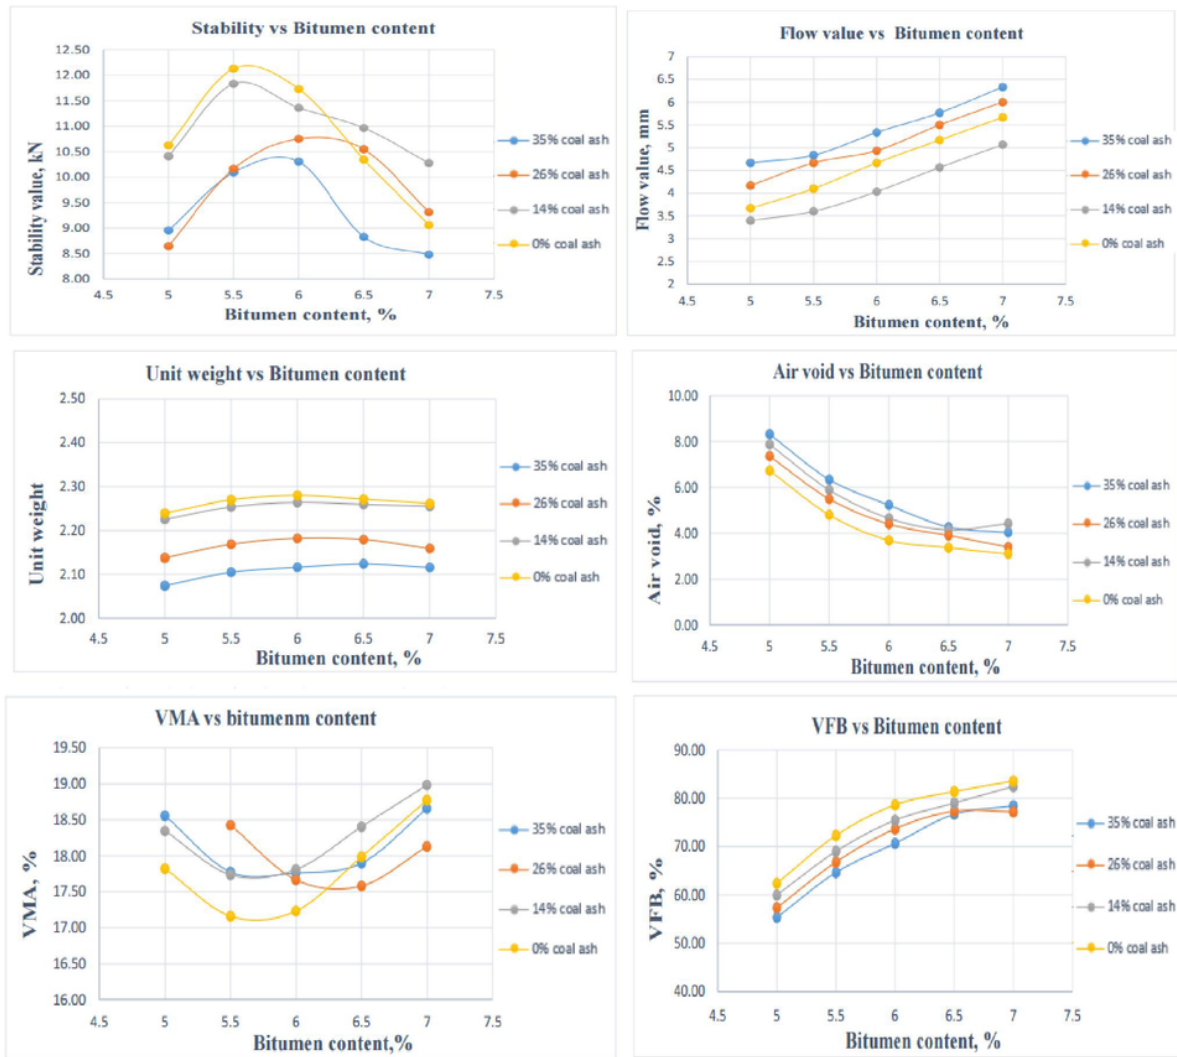 Stability vs Bitumen content
12.50
12.00
11.50
11.00
10.50
10.00
9.50
9.00
8.50
8.00
4.5 5 5.5 6 6.5 7 7.5
Stability value, kN
Bitumen content, %
35% coal ash
26% coal ash
14% coal ash
0% coal ash
Flow value vs Bitumen content
7
6.5
6
5.5
5
4.5
4
3.5
3
2.5
2
4.5 5 5.5 6 6.5 7 7.5
Flow value, mm
Bitumen content, %
35% coal ash
26% coal ash
14% coal ash
0% coal ash
Unit weight vs Bitumen content
2.50
2.40
2.30
2.20
2.10
2.00
4.5 5 5.5 6 6.5 7 7.5
Unit weight
Bitumen content, %
35% coal ash
26% coal ash
14% coal ash
0% coal ash
Air void vs Bitumen content
10.00
8.00
6.00
4.00
2.00
0.00
4.5 5 5.5 6 6.5 7 7.5
Air void, %
Bitumen content, %
35% coal ash
26% coal ash
14% coal ash
0% coal ash
VMA vs bitumenm content
19.50
19.00
18.50
18.00
17.50
17.00
16.50
16.00
4.5 5 5.5 6 6.5 7 7.5
VMA, %
Bitumen content,%
35% coal ash
26% coal ash
14% coal ash
0% coal ash
VFB vs Bitumen content
90.00
80.00
70.00
60.00
50.00
40.00
4.5 5 5.5 6 6.5 7 7.5
VFB, %
Bitumen content, %
35% coal ash
26% coal ash
14% coal ash
0% coal ash